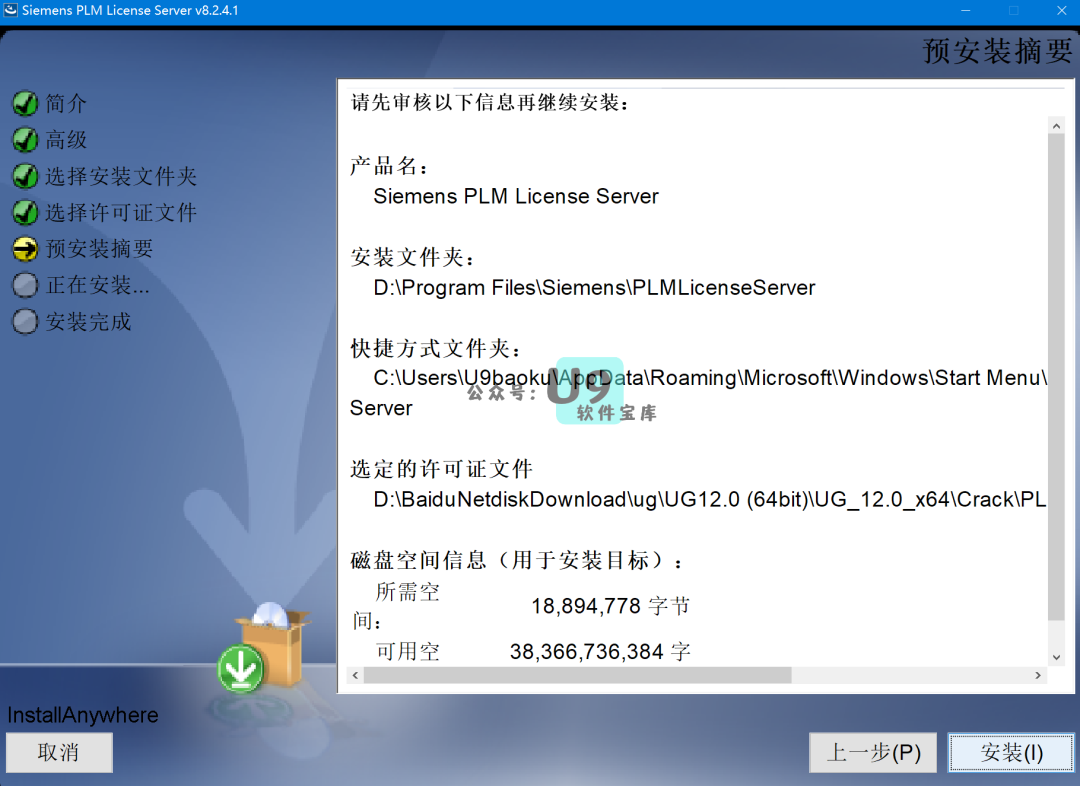 Siemens PLM License Server v8.2.4.1
预安装摘要
简介
高级
选择安装文件夹
选择许可证文件
预安装摘要
正在安装...
安装完成
请先审核以下信息再继续安装:
产品名:
Siemens PLM License Server
安装文件夹:
D:\Program Files\Siemens\PLMLicenseServer
快捷方式文件夹:
C:\Users\U9baoku\AppData\Roaming\Microsoft\Windows\Start Menu\
Server
公众号:
U9
软件宝库
选定的许可证文件
D:\BaiduNetdiskDownload\ug\UG12.0 (64bit)\UG_12.0_x64\Crack\PL
磁盘空间信息(用于安装目标):
所需空
间:
18,894,778 字节
可用空
38,366,736,384 字
InstallAnywhere
取消
上一步(P)
安装(I)